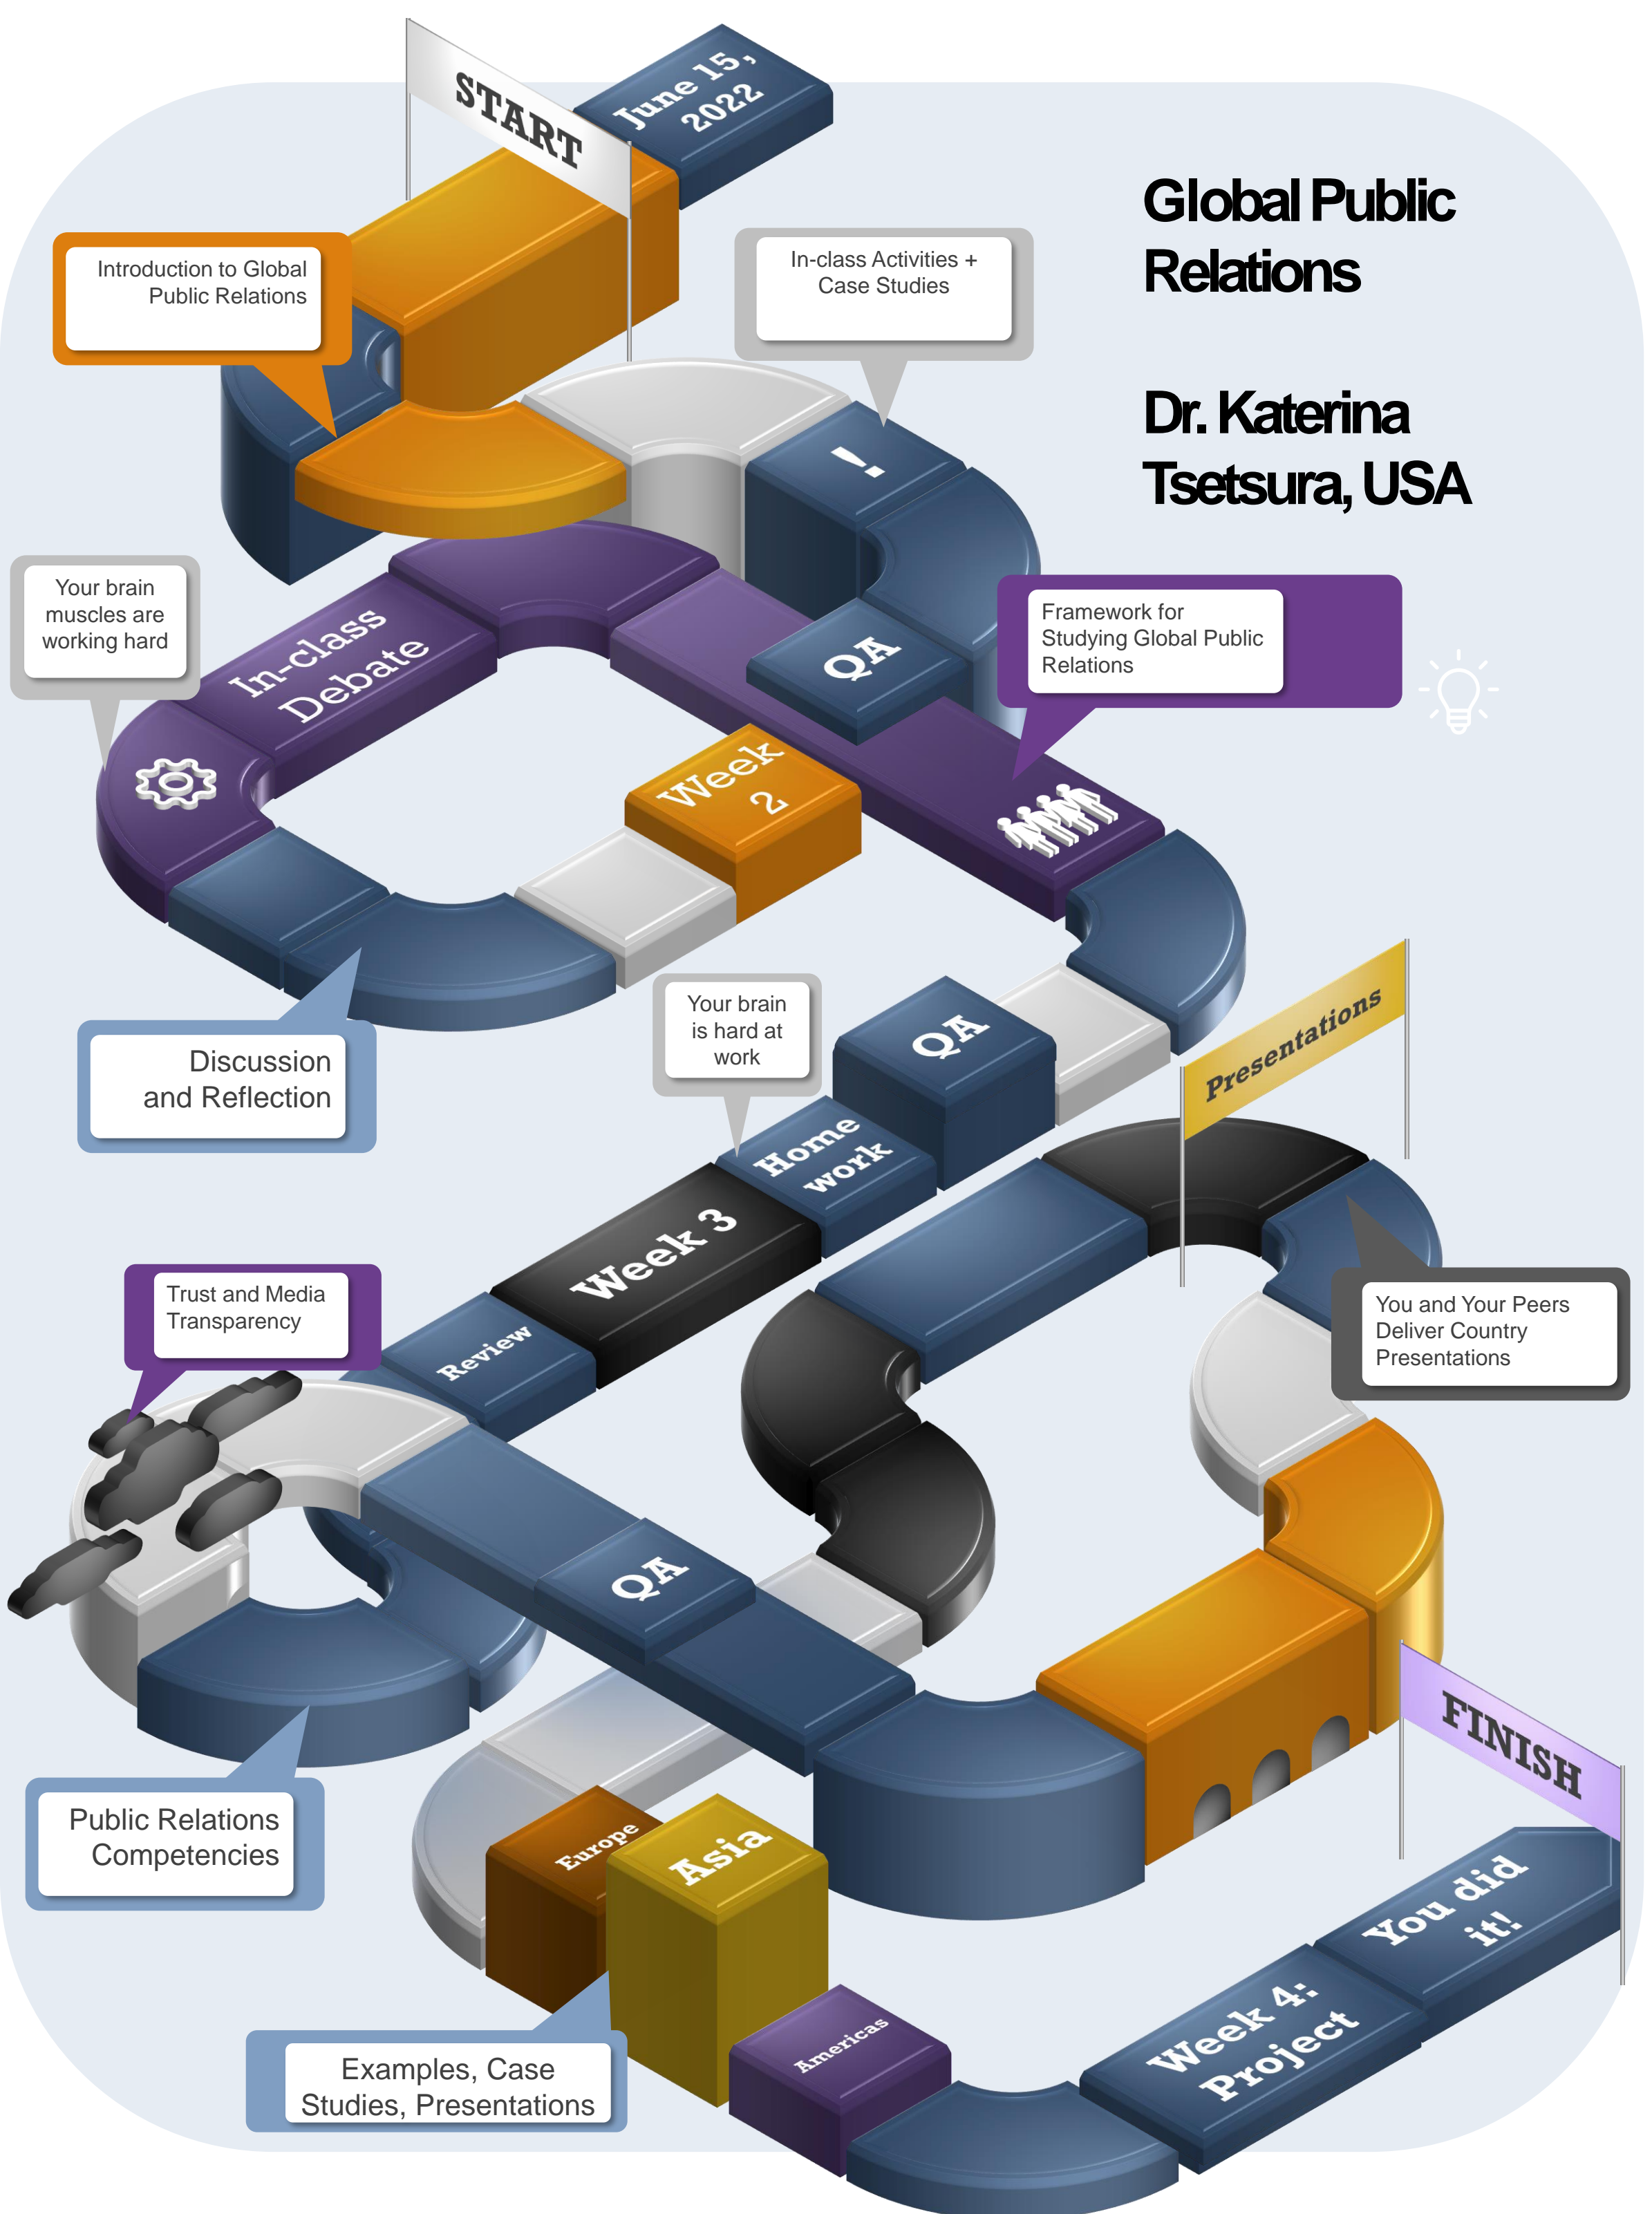 June 15,
2022
START
Global Public
Relations
Dr. Katerina
Tsetsura, USA
Introduction to Global
Public Relations
In-class Activities +
Case Studies
!
QA
Framework for
Studying Global Public
Relations
Your brain
muscles are
working hard
In-class
Debate
Week
2
Discussion
and Reflection
Your brain
is hard at
work
QA
Home
work
Presentations
Week 3
Review
Trust and Media
Transparency
You and Your Peers
Deliver Country
Presentations
QA
Public Relations
Competencies
FINISH
Europe
Asia
Americas
Examples, Case
Studies, Presentations
Week 4:
Project
You did
it!